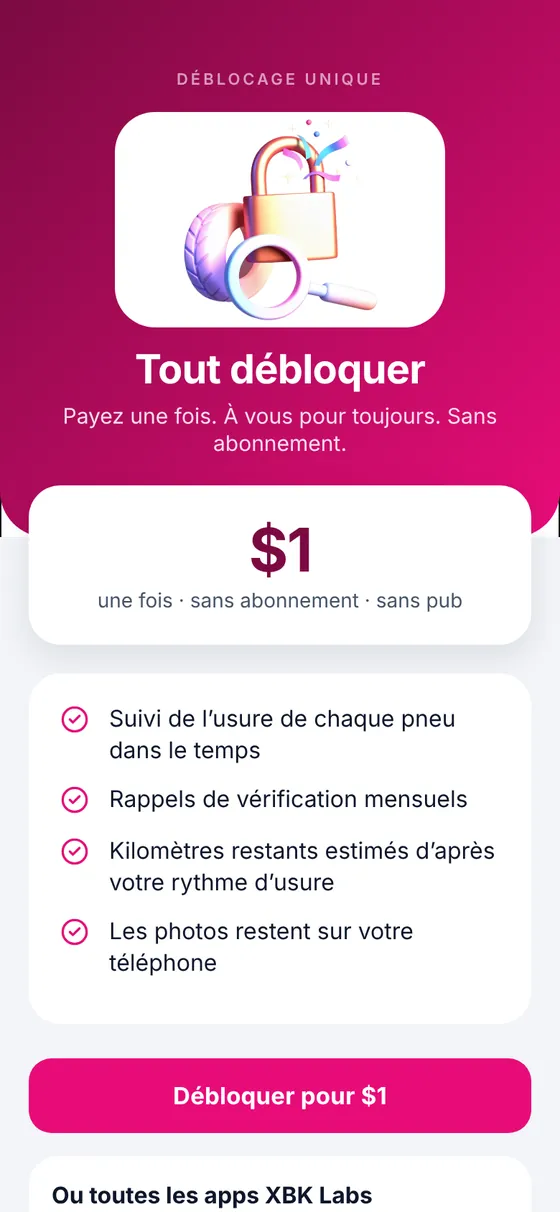 DÉBLOCAGE UNIQUE
Tout débloquer
Payez une fois. À vous pour toujours. Sans
abonnement.
$1
une fois · sans abonnement · sans pub
Suivi de l’usure de chaque pneu
dans le temps
Rappels de vérification mensuels
Kilomètres restants estimés d’après
votre rythme d’usure
Les photos restent sur votre
téléphone
Débloquer pour $1
Ou toutes les apps XBK Labs